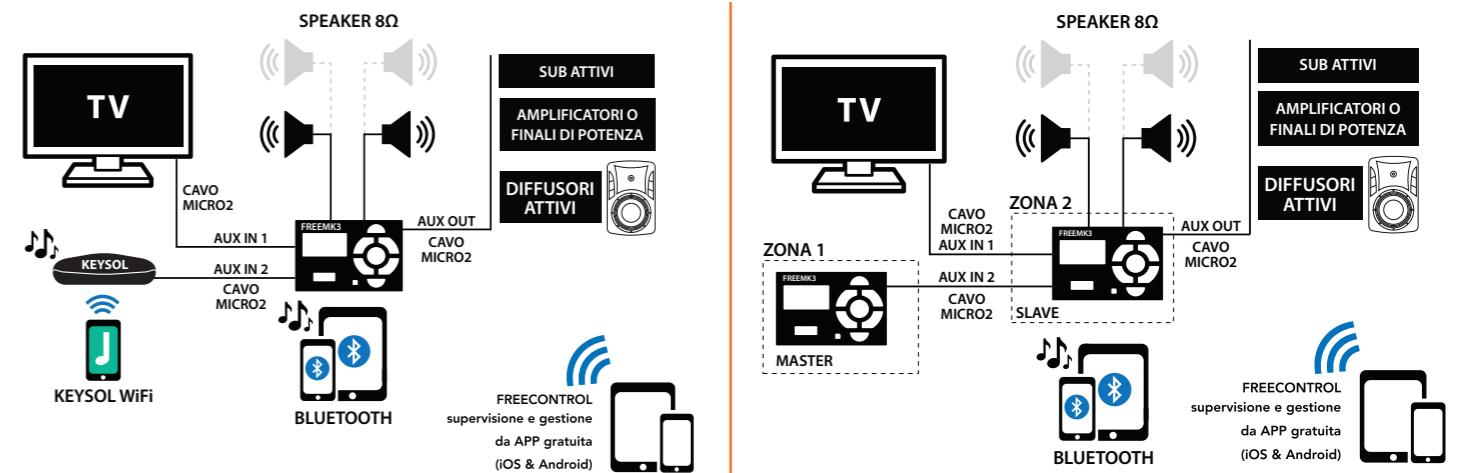 SPEAKER 8Ω
TV
SUB ATTIVI
AMPLIFICATORI O
FINALI DI POTENZA
DIFFUSORI
ATTIVI
CAVO
MICRO2
AUX IN 1
FREEMK3
AUX OUT
CAVO
MICRO2
KEYSOL
AUX IN 2
CAVO
MICRO2
KEYSOL WiFi
BLUETOOTH
FREECONTROL
supervisione e gestione
da APP gratuita
(iOS & Android)
SPEAKER 8Ω
TV
SUB ATTIVI
AMPLIFICATORI O
FINALI DI POTENZA
DIFFUSORI
ATTIVI
ZONA 2
CAVO
MICRO2
AUX IN 1
FREEMK3
AUX OUT
CAVO
MICRO2
ZONA 1
FREEMK3
AUX IN 2
CAVO
MICRO2
SLAVE
MASTER
BLUETOOTH
FREECONTROL
supervisione e gestione
da APP gratuita
(iOS & Android)